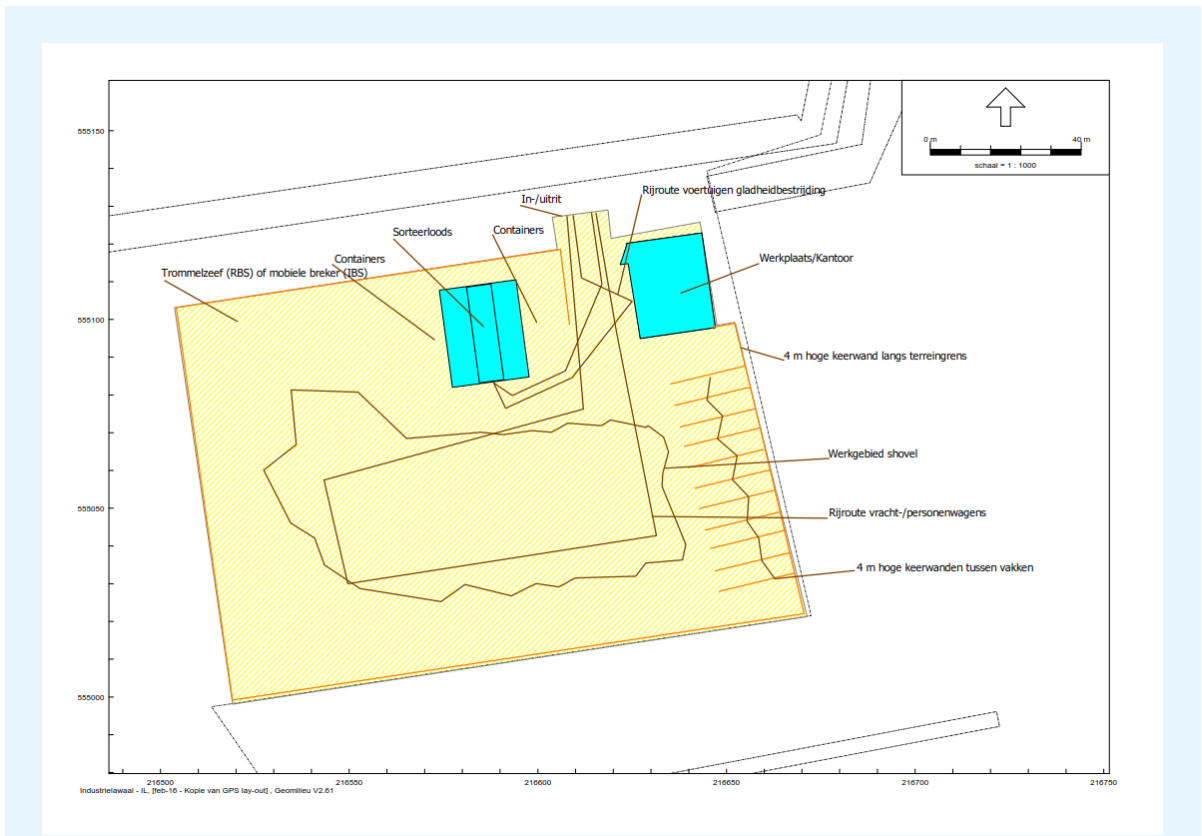 555150
0 m
40 m
schaal = 1 : 1000
Rijroute voertuigen gladheidbestrijding
In-/uitrit
Sorteerloods
Containers
Containers
Werkplaats/Kantoor
Trommelzeef (RBS) of mobiele breker (IBS)
555100
4 m hoge keerwand langs terreingrens
Werkgebied shovel
555050
Rijroute vracht-/personenwagens
4 m hoge keerwanden tussen vakken
555000
216500
216550
216600
216650
216700
216750
Industrielawaai - IL, [feb-16 - Kopie van GPS lay-out] , Geomilieu V2.61